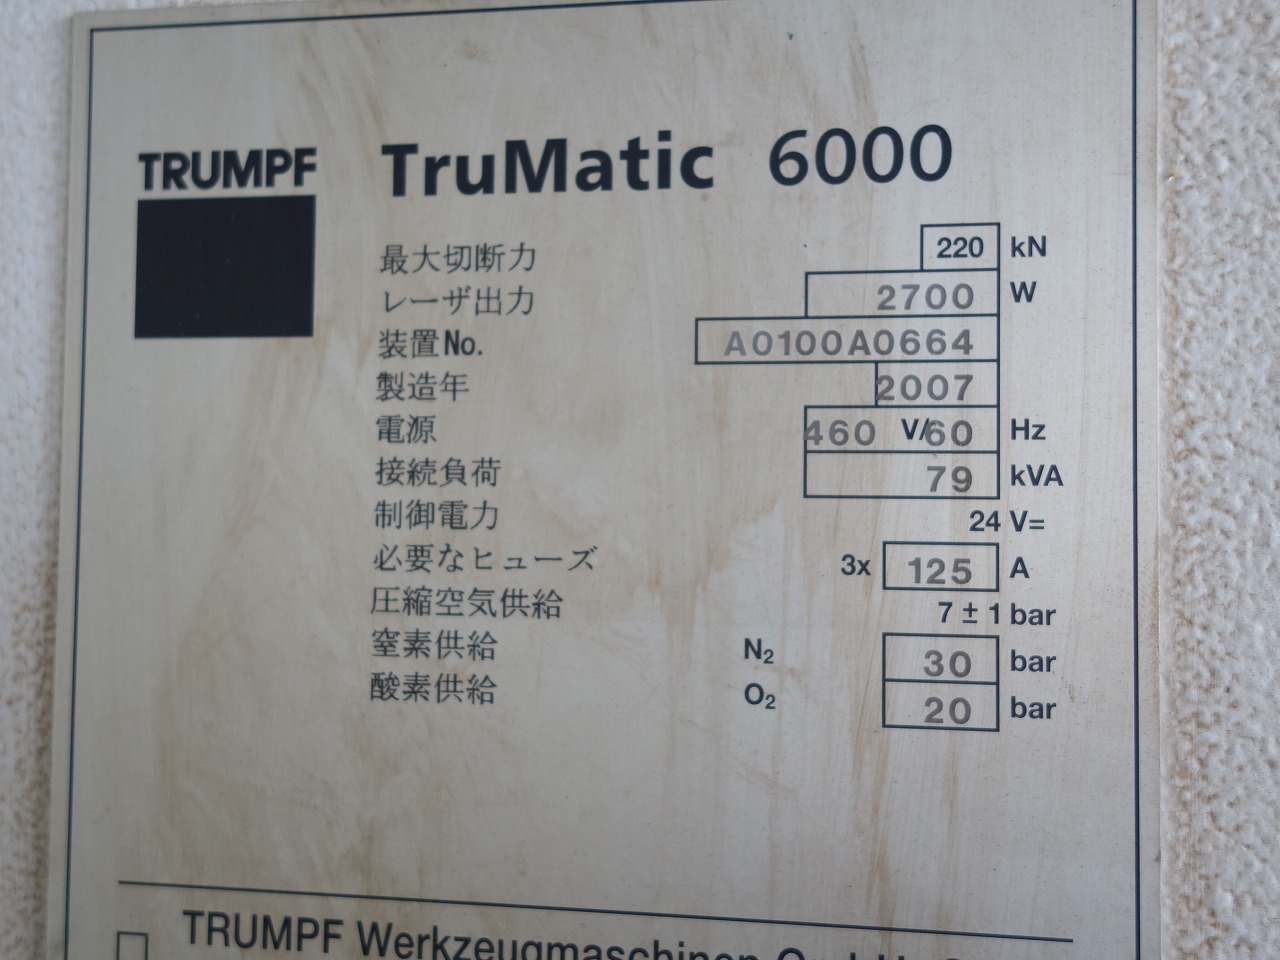 TRUMPF TruMatic 6000
最大切断力 220 kN
レーザ出力 2700 W
装置No. A0100A0664
製造年 2007
電源 460 V/60 Hz
接続負荷 79 kVA
制御電力 24 V=
必要なヒューズ 3x 125 A
圧縮空気供給 7 ± 1 bar
窒素供給 N₂ 30 bar
酸素供給 O₂ 20 bar
TRUMPF Werkzeugmaschinen